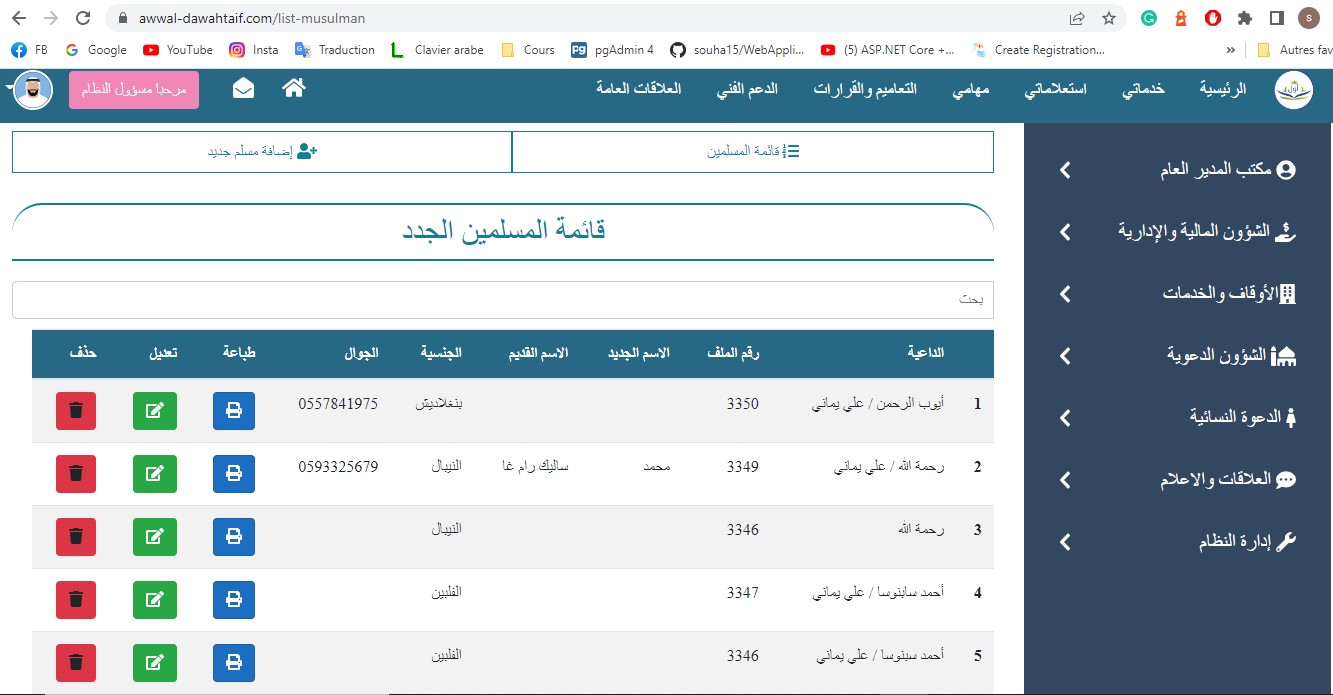 awwal-dawahtaif.com/list-musulman
S
FB Google YouTube Insta Traduction Clavier arabe Cours pgAdmin 4 souha15/WebAppli... (5) ASP.NET Core +... Create Registration... » Autres fav
الرئيسية خدماتي استعلاماتي مهامي التعاميم والقرارات الدعم الفني العلاقات العامة مرحبا مسؤول النظام
مكتب المدير العام
الشؤون المالية والإدارية
الأوقاف والخدمات
الشؤون الدعوية
الدعوة النسائية
العلاقات والاعلام
إدارة النظام
قائمة المسلمين إضافة مسلم جديد
قائمة المسلمين الجدد
بحث
الداعية رقم الملف الاسم الجديد الاسم القديم الجنسية الجوال طباعة تعديل حذف
1 أيوب الرحمن / علي يماني 3350 بنغلاديش 0557841975
2 رحمة الله / علي يماني 3349 محمد ساليك رام غا النيبال 0593325679
3 رحمة الله 3346 النيبال
4 أحمد سابنوسا / علي يماني 3347 الفلبين
5 أحمد سبنوسا / علي يماني 3346 الفلبين